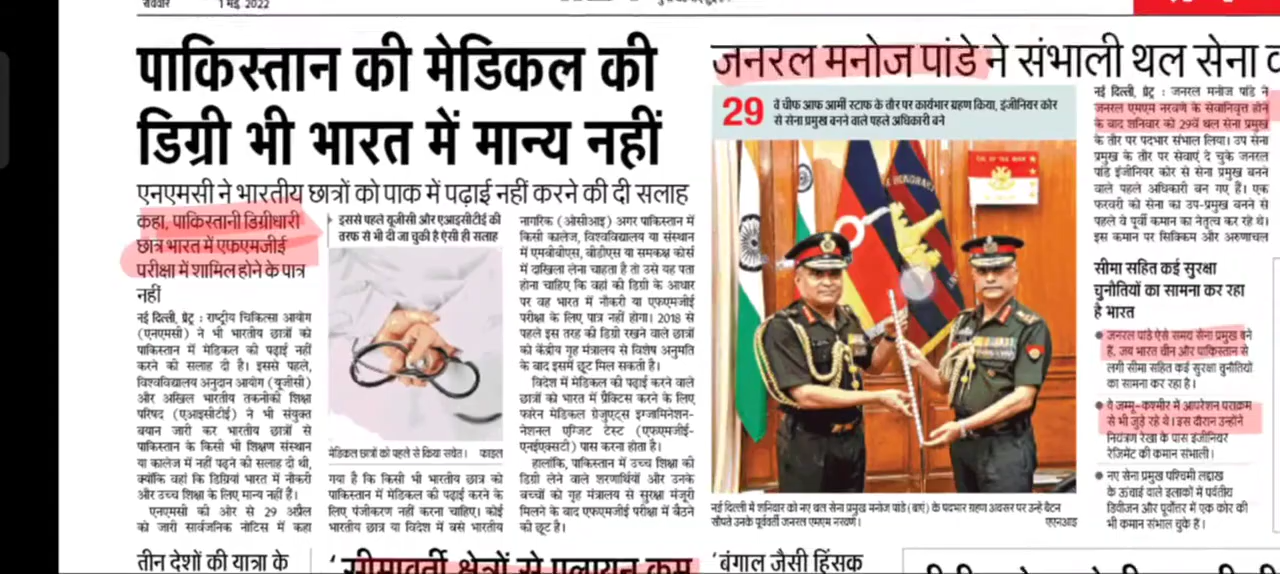 रविवार
1 मई, 2022
पाकिस्तान की मेडिकल की
डिग्री भी भारत में मान्य नहीं
एनएमसी ने भारतीय छात्रों को पाक में पढ़ाई नहीं करने की दी सलाह
कहा, पाकिस्तानी डिग्रीधारी
छात्र भारत में एफएमजीई
परीक्षा में शामिल होने के पात्र
नहीं
नई दिल्ली, प्रेट्र : राष्ट्रीय चिकित्सा आयोग
(एनएमसी) ने भी भारतीय छात्रों को
पाकिस्तान में मेडिकल की पढ़ाई नहीं
करने की सलाह दी है। इससे पहले,
विश्वविद्यालय अनुदान आयोग (यूजीसी)
और अखिल भारतीय तकनीकी शिक्षा
परिषद (एआइसीटीई) ने भी संयुक्त
बयान जारी कर भारतीय छात्रों से
पाकिस्तान के किसी भी शिक्षण संस्थान
या कालेज में नहीं पढ़ने की सलाह दी थी,
क्योंकि वहां की डिग्रियां भारत में नौकरी
और उच्च शिक्षा के लिए मान्य नहीं हैं।
एनएमसी की ओर से 29 अप्रैल
को जारी सार्वजनिक नोटिस में कहा
इससे पहले यूजीसी और एआइसीटीई की
तरफ से भी दी जा चुकी है ऐसी ही सलाह
मेडिकल छात्रों को पहले से किया सचेत। फाइल
गया है कि किसी भी भारतीय छात्र को
पाकिस्तान में मेडिकल की पढ़ाई करने के
लिए पंजीकरण नहीं करना चाहिए। कोई
भारतीय छात्र या विदेश में बसे भारतीय
नागरिक (ओसीआइ) अगर पाकिस्तान में
किसी कालेज, विश्वविद्यालय या संस्थान
में एमबीबीएस, बीडीएस या समकक्ष कोर्स
में दाखिला लेना चाहता है तो उसे यह पता
होना चाहिए कि वहां की डिग्री के आधार
पर वह भारत में नौकरी या एफएमजीई
परीक्षा के लिए पात्र नहीं होगा। 2018 से
पहले इस तरह की डिग्री रखने वाले छात्रों
को केंद्रीय गृह मंत्रालय से विशेष अनुमति
के बाद इसमें छूट मिल सकती है।
विदेश में मेडिकल की पढ़ाई करने वाले
छात्रों को भारत में प्रैक्टिस करने के लिए
फारेन मेडिकल ग्रेजुएट्स इग्जामिनेशन-
नेशनल एग्जिट टेस्ट (एफएमजीई-
एनईएक्सटी) पास करना होता है।
हालांकि, पाकिस्तान में उच्च शिक्षा की
डिग्री लेने वाले शरणार्थियों और उनके
बच्चों को गृह मंत्रालय से सुरक्षा मंजूरी
मिलने के बाद एफएमजीई परीक्षा में बैठने
की छूट है।
जनरल मनोज पांडे ने संभाली थल सेना
29 वें चीफ आफ आर्मी स्टाफ के तौर पर कार्यभार ग्रहण किया, इंजीनियर कोर
से सेना प्रमुख बनने वाले पहले अधिकारी बने
नई दिल्ली में शनिवार को नए थल सेना प्रमुख मनोज पांडे (बाएं) के पदभार ग्रहण अवसर पर उन्हें बैटन
सौंपते उनके पूर्ववर्ती जनरल एमएम नरवणे। एएनआइ
नई दिल्ली, प्रेट्र : जनरल मनोज पांडे ने
जनरल एमएम नरवणे के सेवानिवृत्त होने
के बाद शनिवार को 29वें थल सेना प्रमुख
के तौर पर पदभार संभाल लिया। उप सेना
प्रमुख के तौर पर सेवाएं दे चुके जनरल
पांडे इंजीनियर कोर से सेना प्रमुख बनने
वाले पहले अधिकारी बन गए हैं। एक
फरवरी को सेना का उप-प्रमुख बनने से
पहले वे पूर्वी कमान का नेतृत्व कर रहे थे।
इस कमान पर सिक्किम और अरुणाचल
सीमा सहित कई सुरक्षा
चुनौतियों का सामना कर रहा
है भारत
जनरल पांडे ऐसे समय सेना प्रमुख बने
हैं, जब भारत चीन और पाकिस्तान से
लगी सीमा सहित कई सुरक्षा चुनौतियों
का सामना कर रहा है।
वे जम्मू-कश्मीर में आपरेशन पराक्रम
से भी जुड़े रहे थे। इस दौरान उन्होंने
नियंत्रण रेखा के पास इंजीनियर
रेजिमेंट की कमान संभाली।
नए सेना प्रमुख पश्चिमी लद्दाख
के ऊंचाई वाले इलाकों में पर्वतीय
डिवीजन और पूर्वोत्तर में एक कोर की
भी कमान संभाल चुके हैं।
तीन देशों की यात्रा के
'सीमावर्ती क्षेत्रों से पलायन कम
'बंगाल जैसी हिंसक